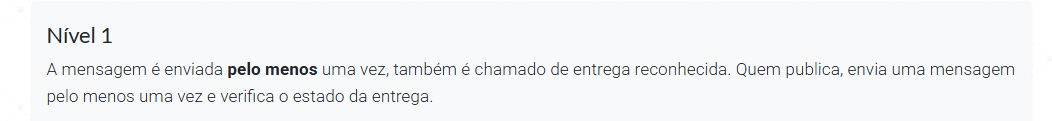 Nível 1
A mensagem é enviada pelo menos uma vez, também é chamado de entrega reconhecida. Quem publica, envia uma mensagem
pelo menos uma vez e verifica o estado da entrega.